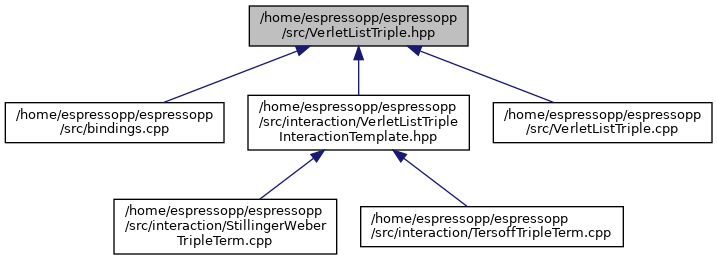 /home/espressopp/espressopp
/src/VerletListTriple.hpp
/home/espressopp/espressopp
/src/bindings.cpp
/home/espressopp/espressopp
/src/interaction/VerletListTriple
InteractionTemplate.hpp
/home/espressopp/espressopp
/src/VerletListTriple.cpp
/home/espressopp/espressopp
/src/interaction/StillingerWeber
TripleTerm.cpp
/home/espressopp/espressopp
/src/interaction/TersoffTripleTerm.cpp